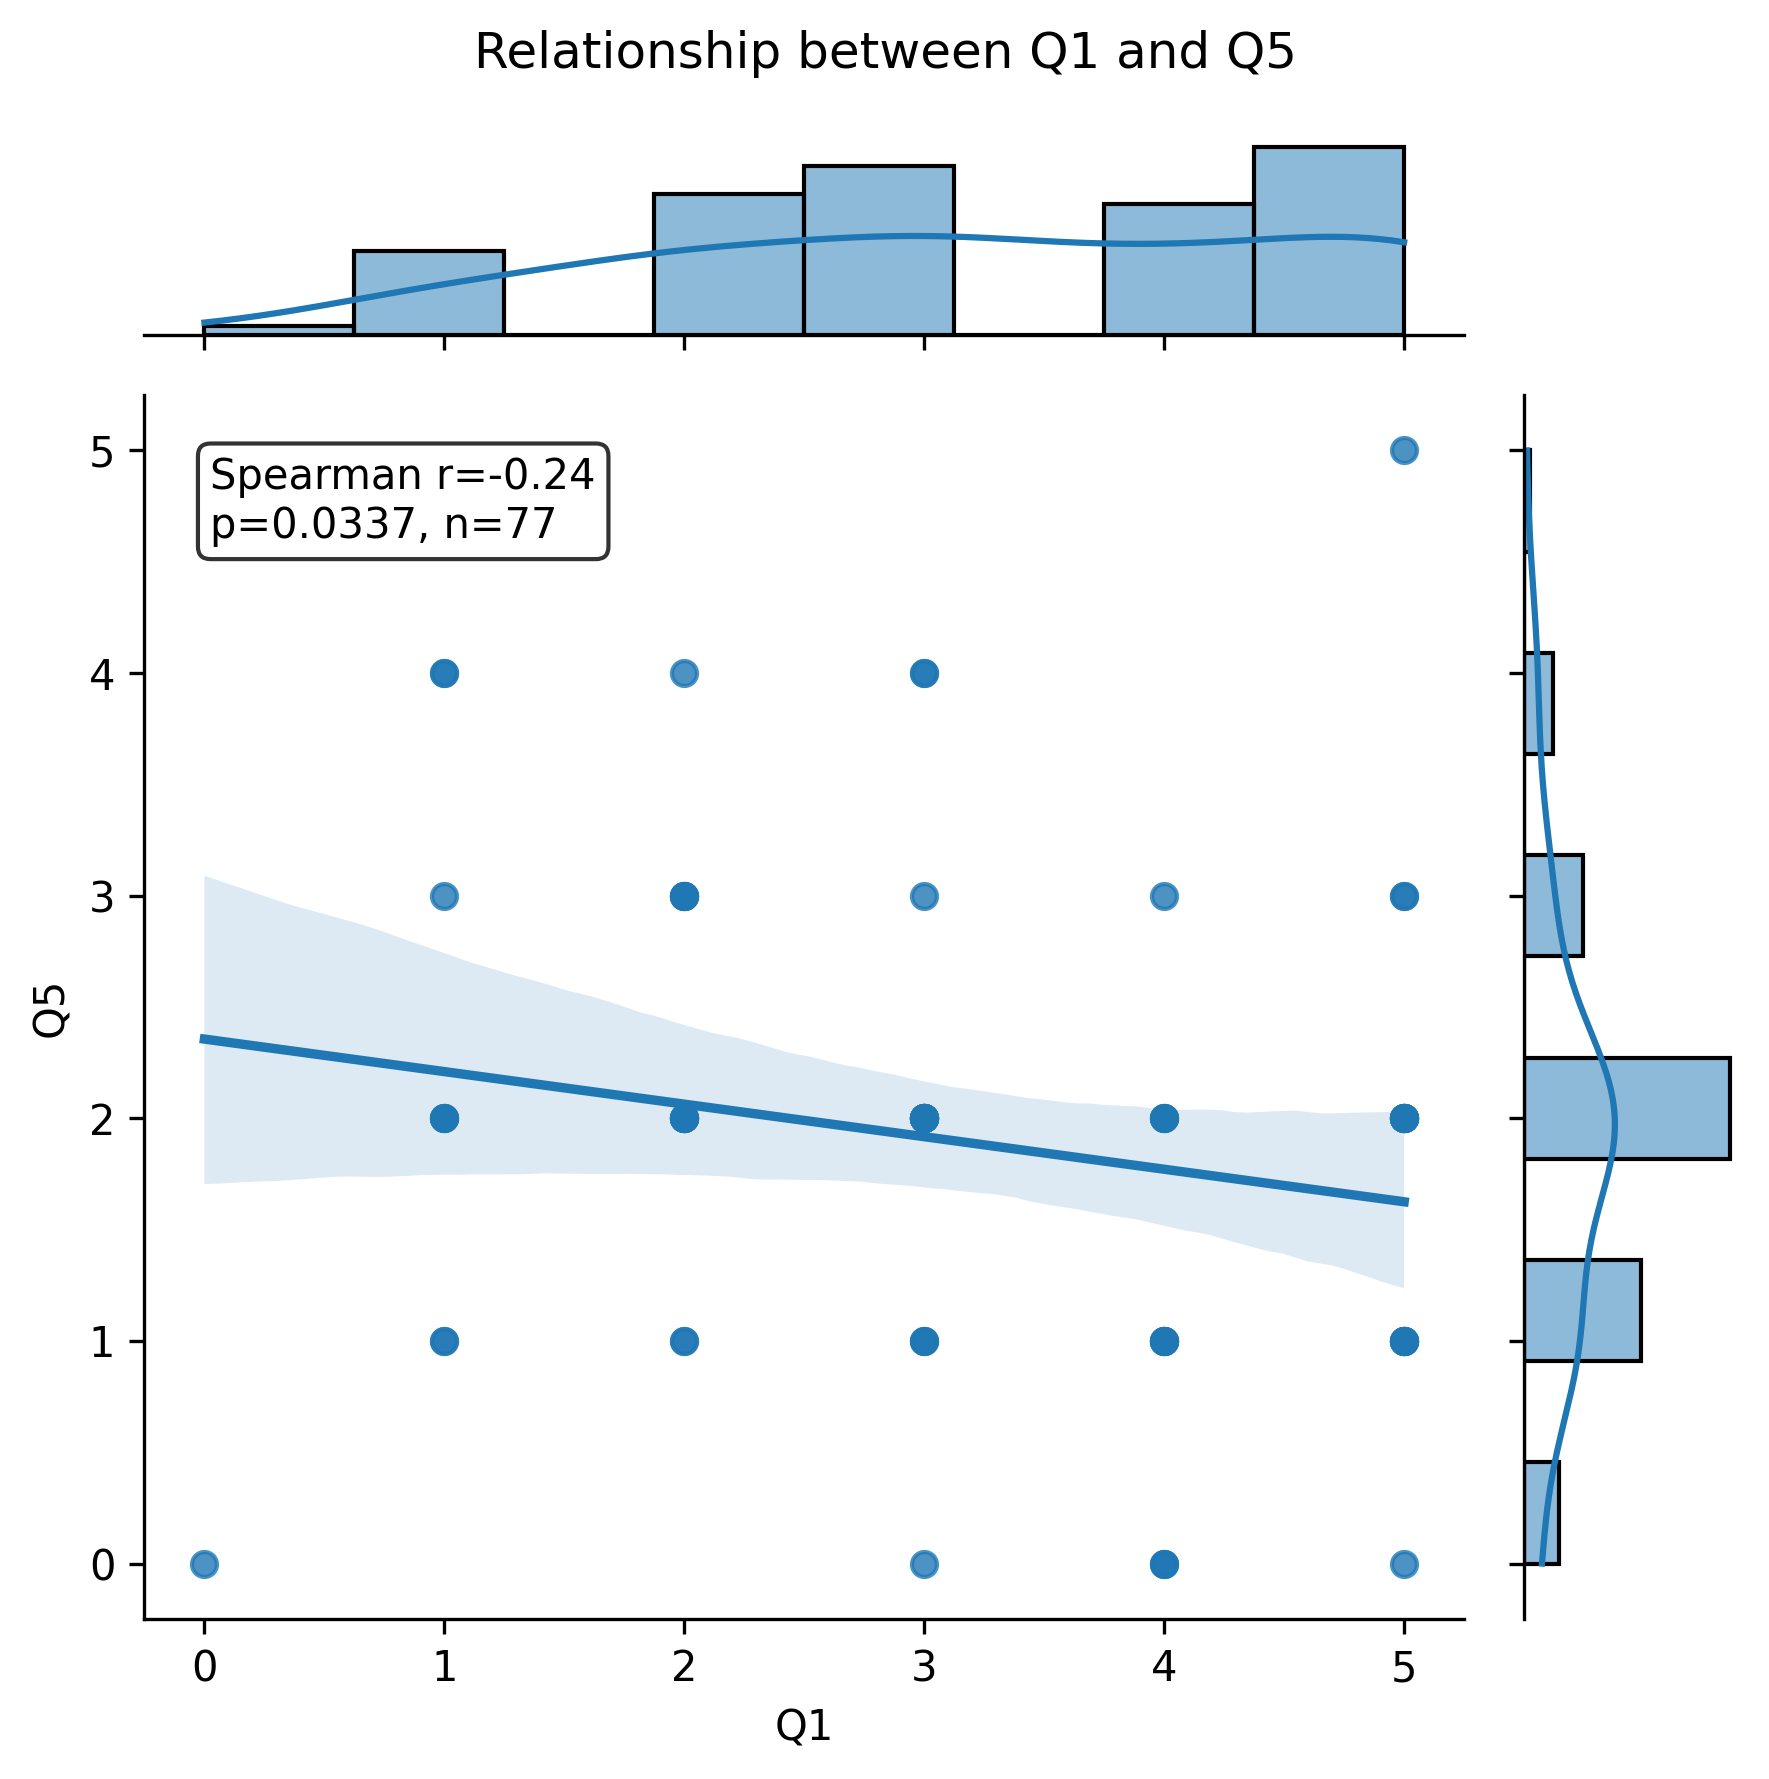 Relationship between Q1 and Q5
Spearman r=-0.24
p=0.0337, n=77
5
4
3
2
1
0
Q5
0 1 2 3 4 5
Q1